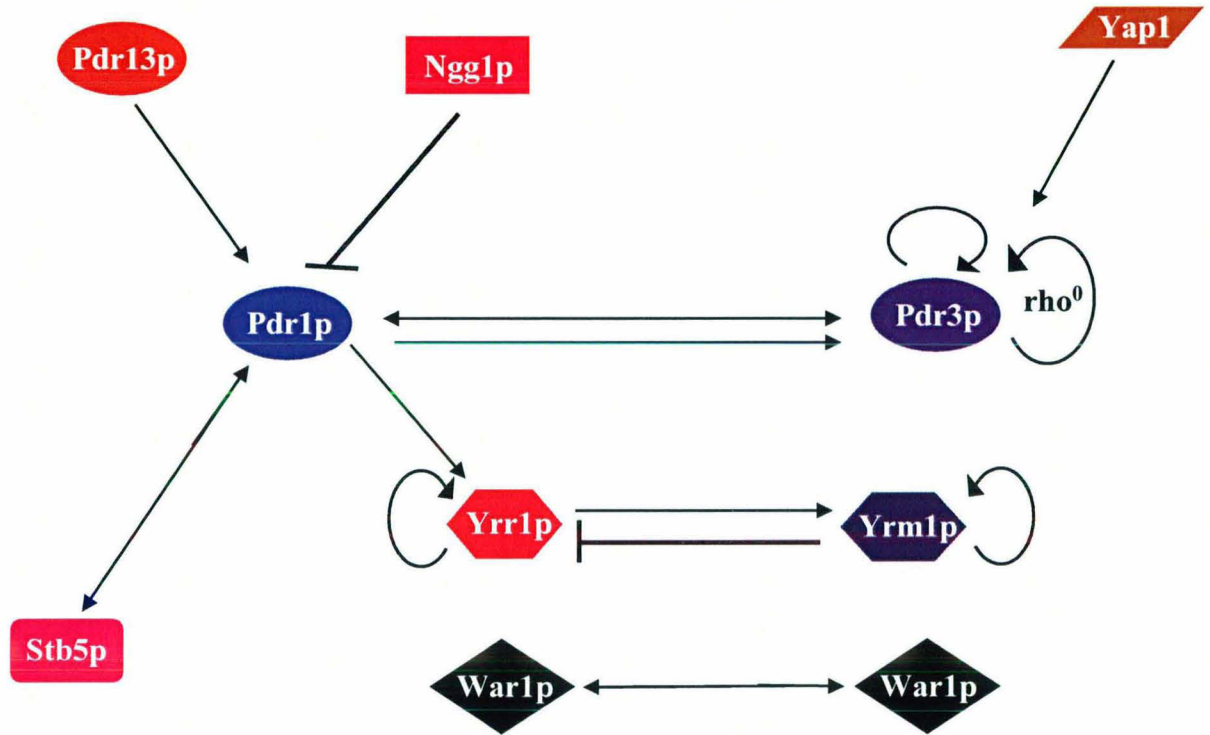 Pdr13p
Ngg1p
Yap1
Pdr1p
Pdr3p
rho⁰
Yrr1p
Yrm1p
Stb5p
War1p
War1p